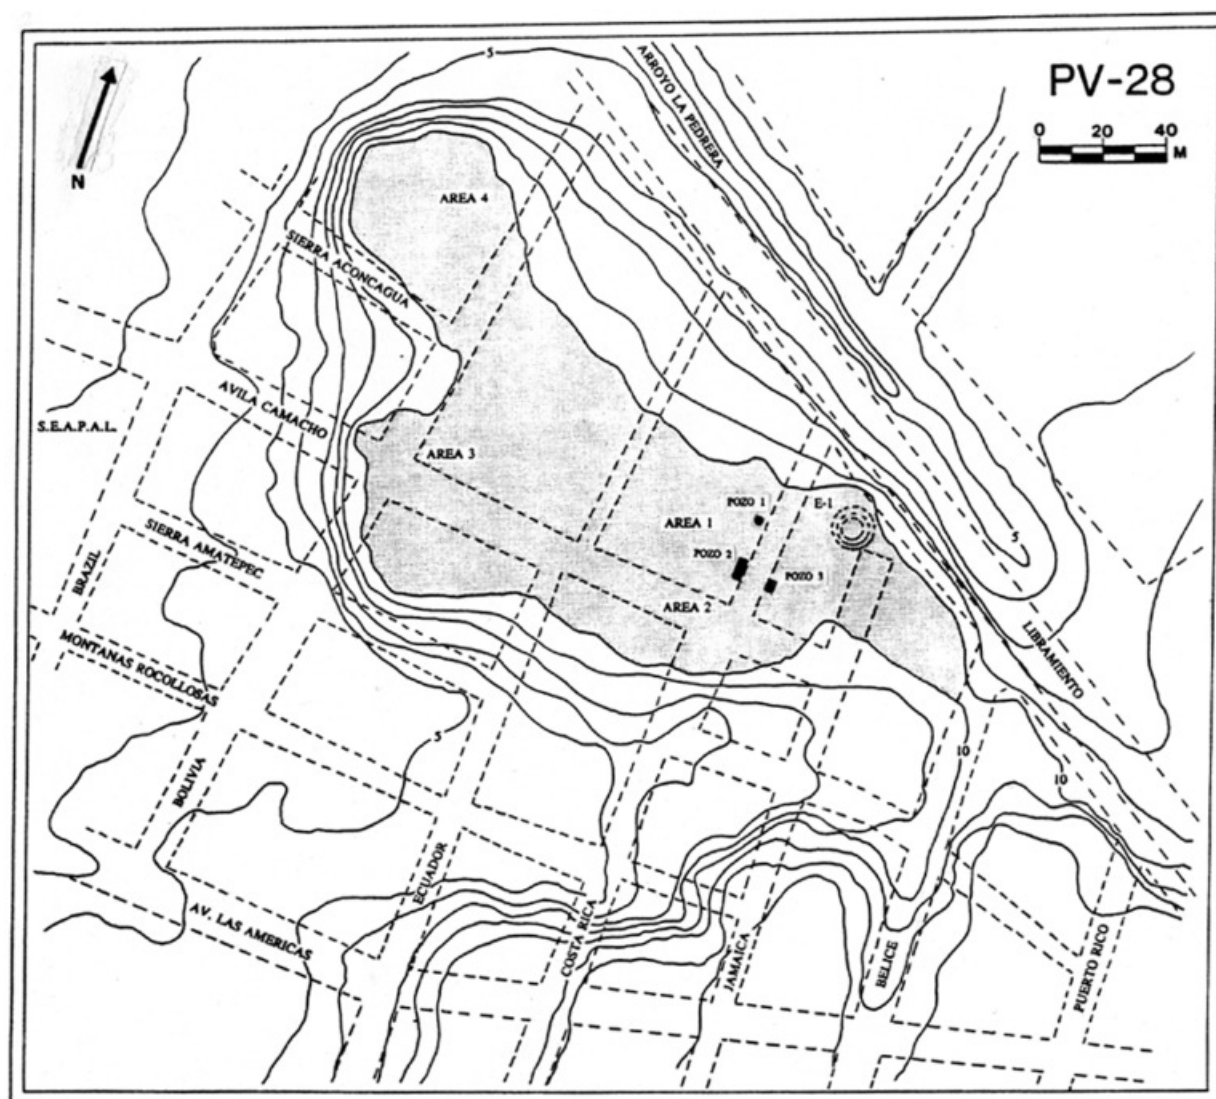 5
PV-28
0 20 40
M
N
ARROYO LA PEDRERA
AREA 4
SIERRA ACONCAGUA
AVILA CAMACHO
S.E.A.P.A.L.
AREA 3
POZO 1
E-1
AREA 1
POZO 2
POZO 3
5
SIERRA AMATEPEC
BRAZIL
AREA 2
LIBRAMIENTO
MONTANAS ROCOLLOSAS
5
10
10
BOLIVIA
ECUADOR
AV. LAS AMERICAS
COSTA RICA
JAMAICA
BELICE
PUERTO RICO